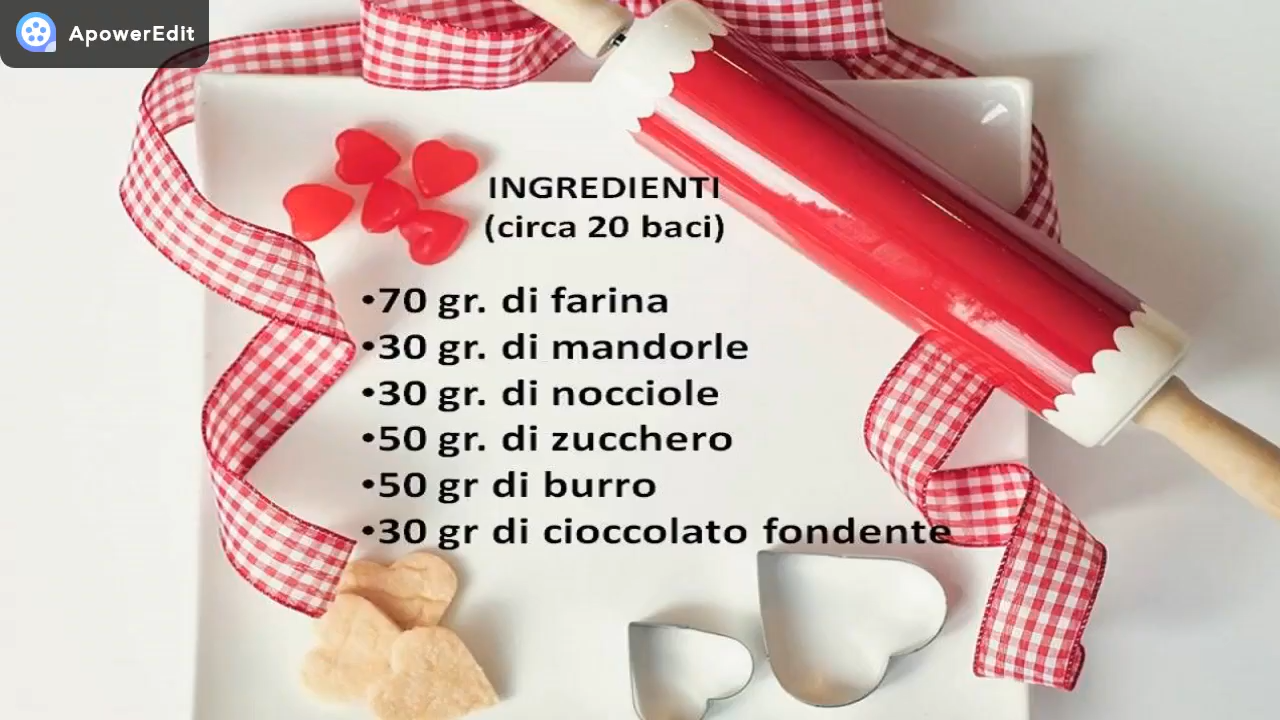 ApowerEdit
INGREDIENTI
(circa 20 baci)
•70 gr. di farina
•30 gr. di mandorle
•30 gr. di nocciole
•50 gr. di zucchero
•50 gr di burro
•30 gr di cioccolato fondente